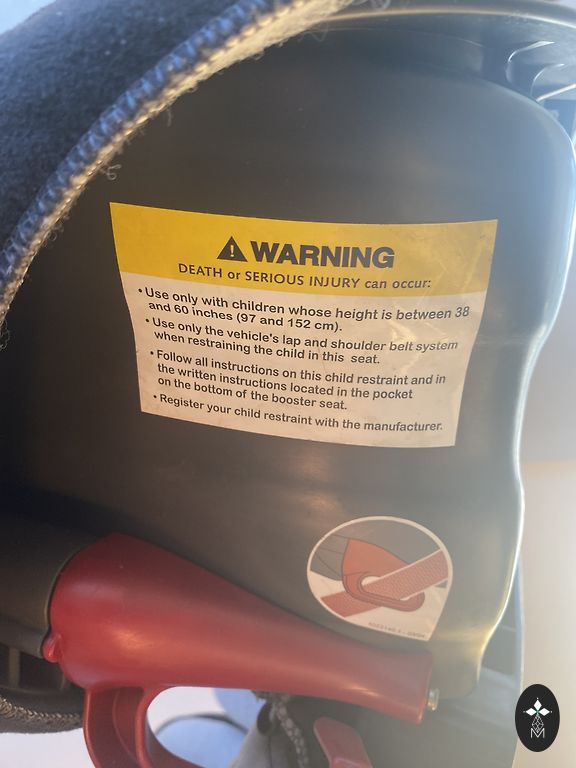 WARNING
DEATH or SERIOUS INJURY can occur:
• Use only with children whose height is between 38
and 60 inches (97 and 152 cm).
• Use only the vehicle's lap and shoulder belt system
when restraining the child in this seat.
• Follow all instructions on this child restraint and in
the written instructions located in the pocket
on the bottom of the booster seat.
• Register your child restraint with the manufacturer.
M